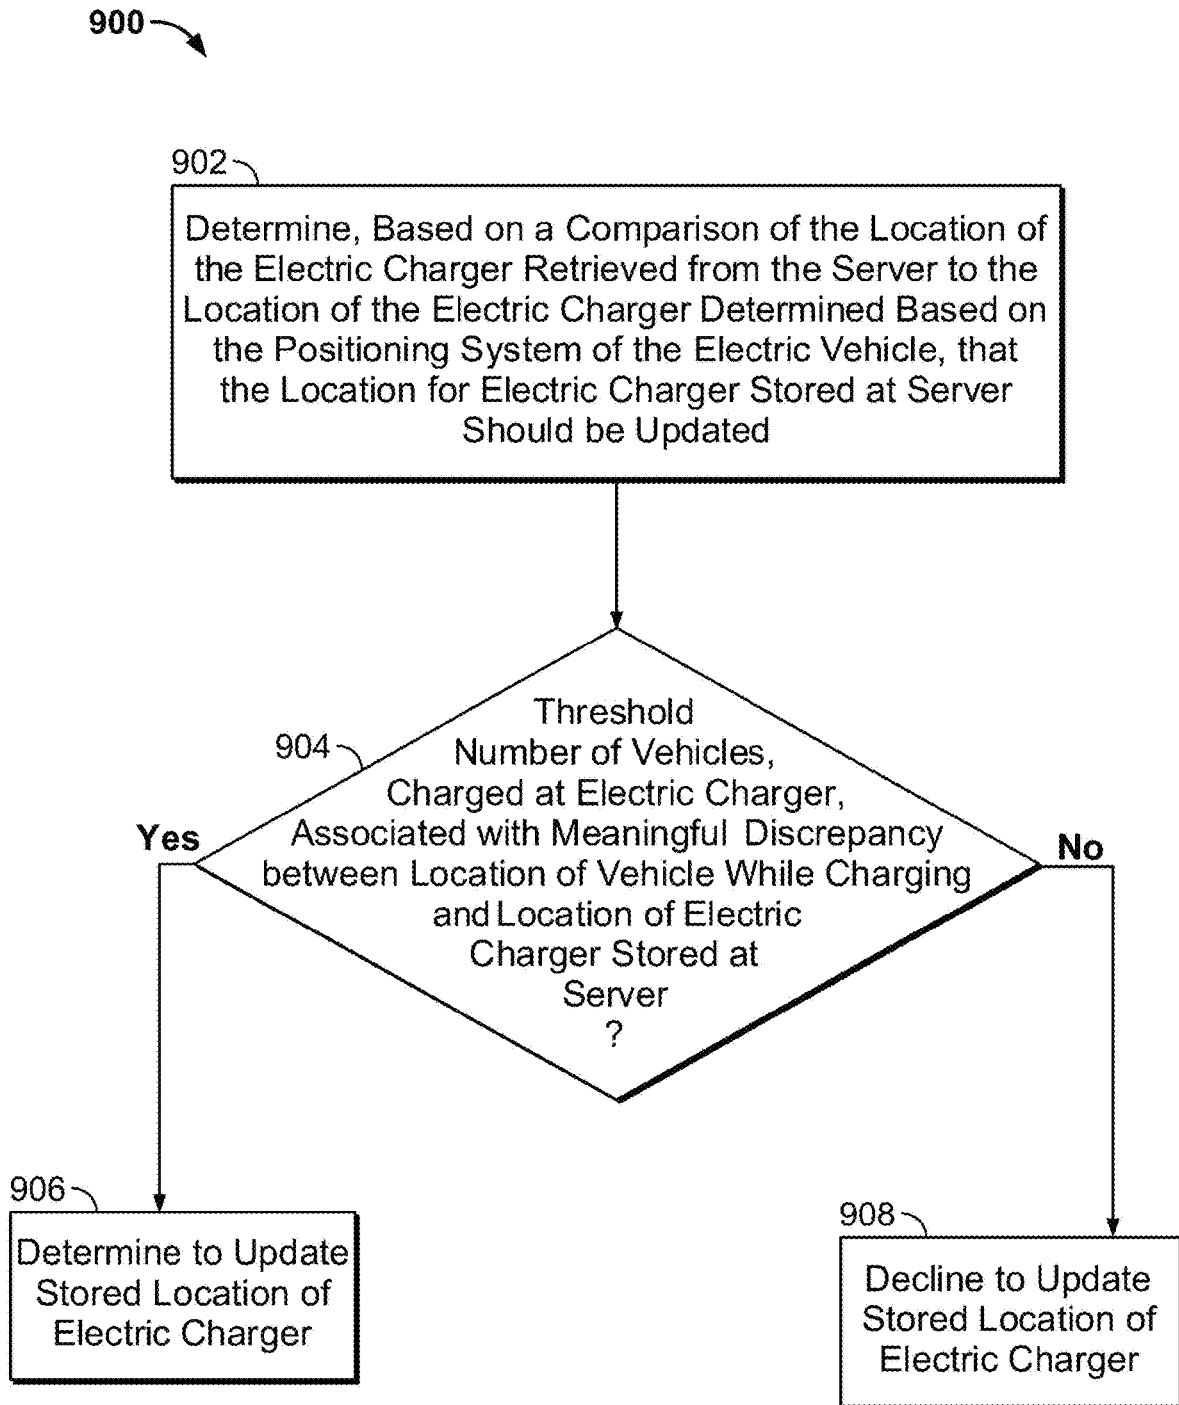 900
902
Determine, Based on a Comparison of the Location of
the Electric Charger Retrieved from the Server to the
Location of the Electric Charger Determined Based on
the Positioning System of the Electric Vehicle, that
the Location for Electric Charger Stored at Server
Should be Updated
904
Threshold
Number of Vehicles,
Charged at Electric Charger,
Associated with Meaningful Discrepancy
between Location of Vehicle While Charging
and Location of Electric
Charger Stored at
Server
?
Yes
No
906
Determine to Update
Stored Location of
Electric Charger
908
Decline to Update
Stored Location of
Electric Charger